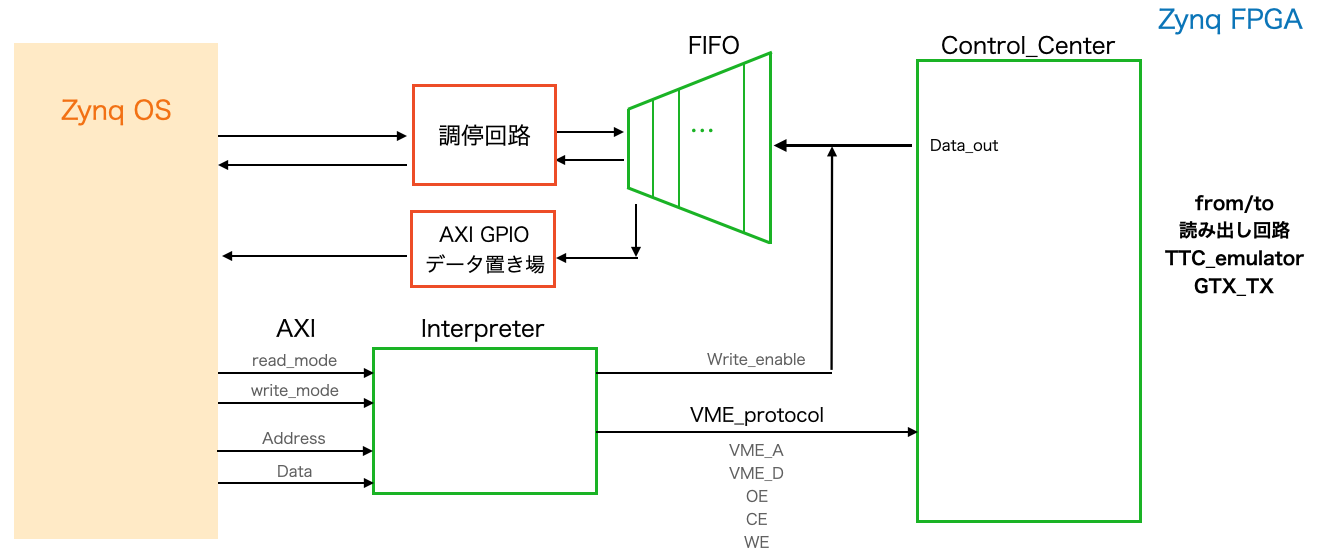 Zynq FPGA
FIFO
Control_Center
Zynq OS
調停回路
...
Data_out
from/to
読み出し回路
TTC_emulator
GTX_TX
AXI GPIO
データ置き場
AXI
Interpreter
read_mode
write_mode
Address
Data
Write_enable
VME_protocol
VME_A
VME_D
OE
CE
WE